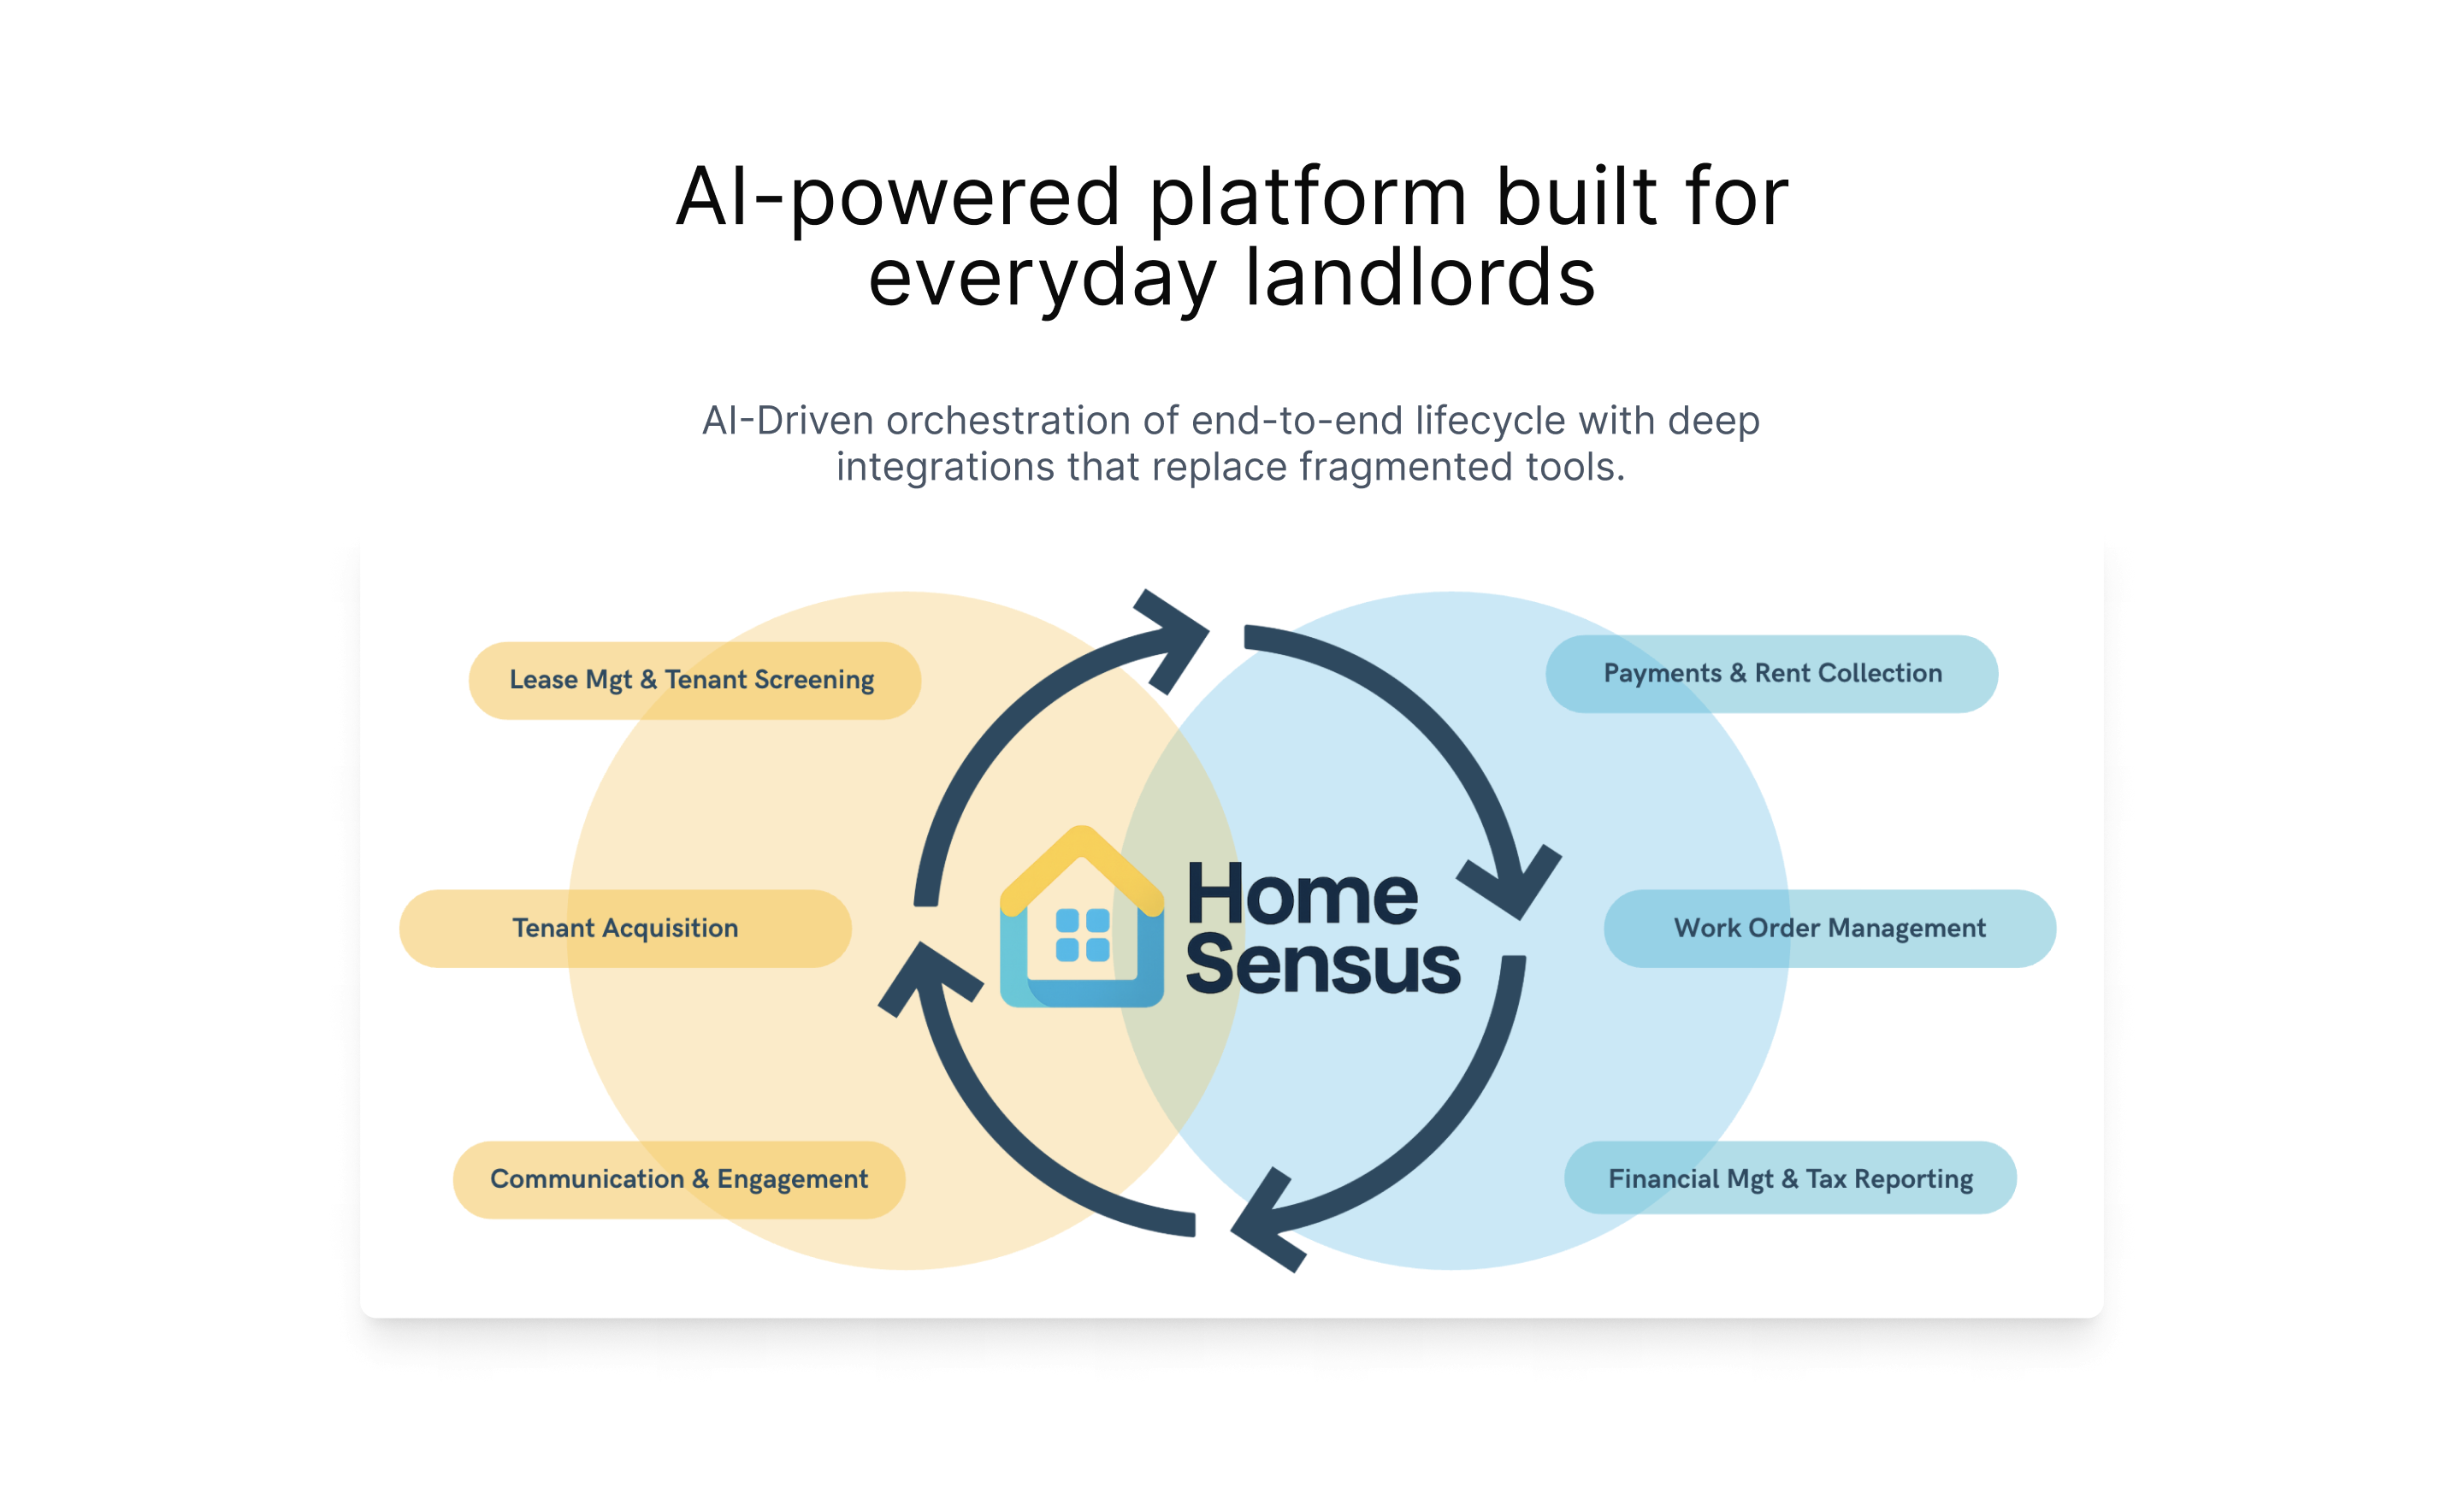 AI-powered platform built for
everyday landlords
AI-Driven orchestration of end-to-end lifecycle with deep
integrations that replace fragmented tools.
Lease Mgt & Tenant Screening
Payments & Rent Collection
Home
Sensus
Tenant Acquisition
Work Order Management
Communication & Engagement
Financial Mgt & Tax Reporting